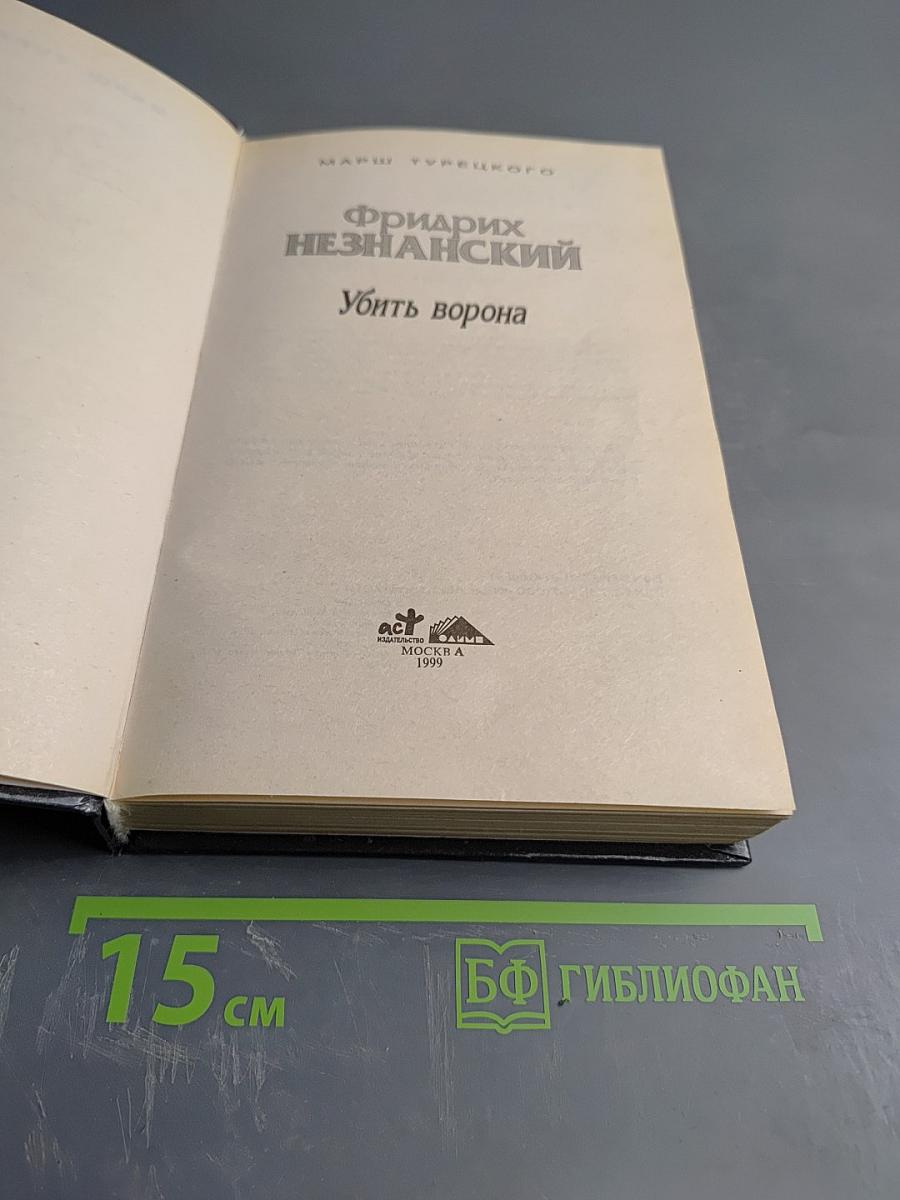 МАРШ ТУРЕЦКОГО
Фридрих
НЕЗНАНСКИЙ
Убить ворона
аст
ИЗДАТЕЛЬСТВО
ОЛИМП
МОСКВА
1999
15 см
БФ ГИБЛИОФАН